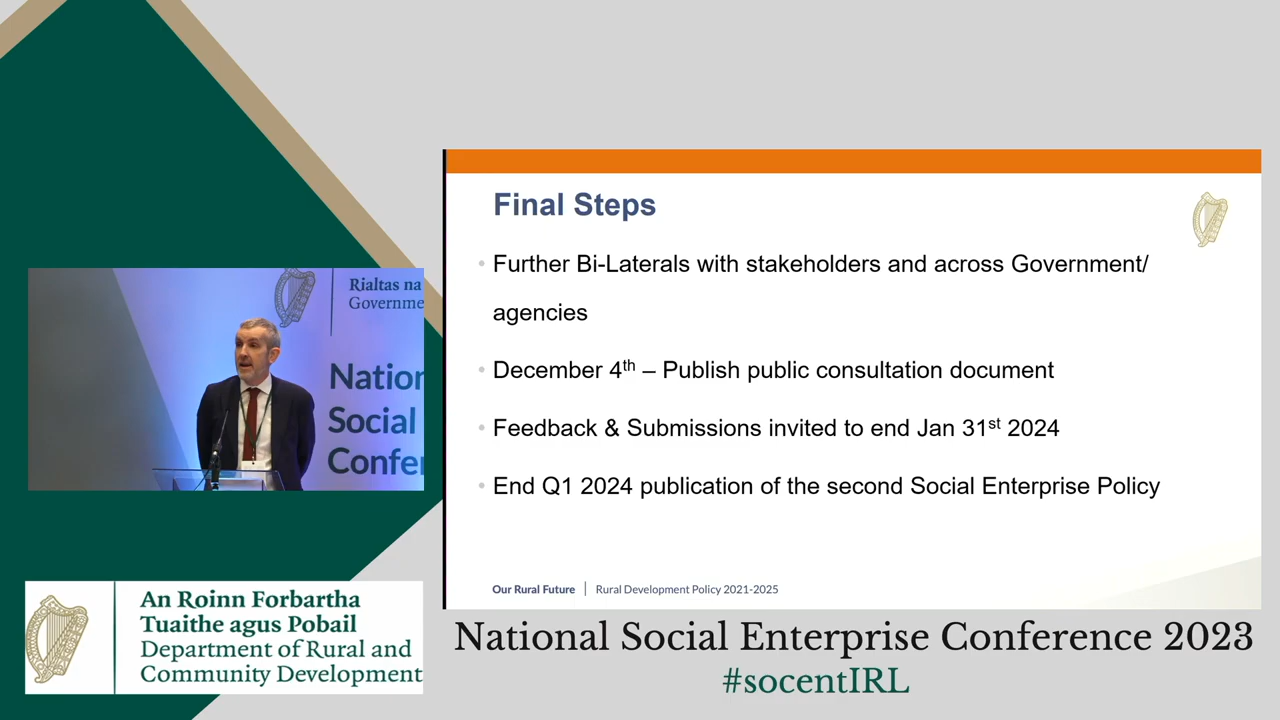 Rialtas na
Governme
Nation
Social
Confe
An Roinn Forbartha
Tuaithe agus Pobail
Department of Rural and
Community Development
Final Steps
Further Bi-Laterals with stakeholders and across Government/
agencies
December 4th – Publish public consultation document
Feedback & Submissions invited to end Jan 31st 2024
End Q1 2024 publication of the second Social Enterprise Policy
Our Rural Future | Rural Development Policy 2021-2025
National Social Enterprise Conference 2023
#socentIRL